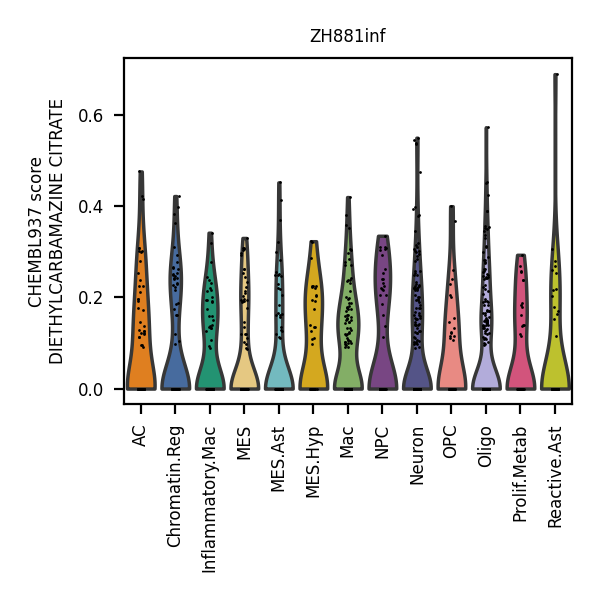 ZH881inf
CHEMBL937 score
DIETHYLCARBAMAZINE CITRATE
0.6
0.4
0.2
0.0
AC
Chromatin.Reg
Inflammatory.Mac
MES
MES.Ast
MES.Hyp
Mac
NPC
Neuron
OPC
Oligo
Prolif.Metab
Reactive.Ast